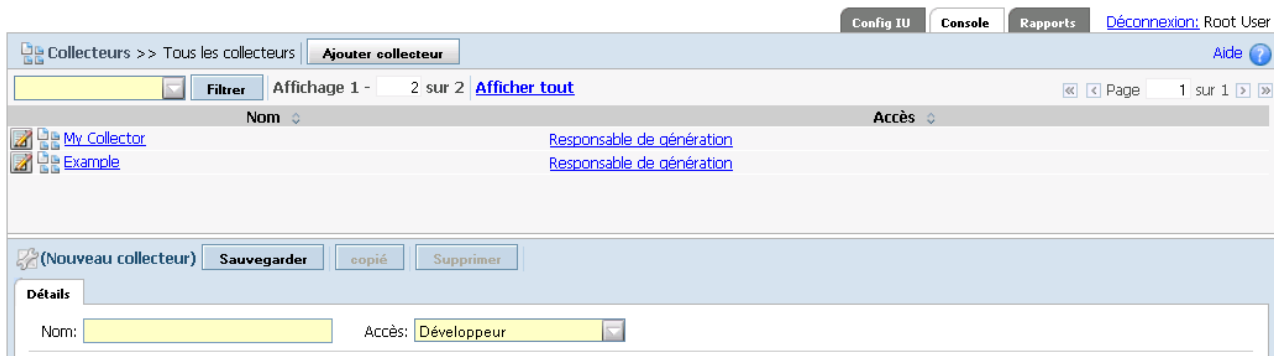 Config IU Console Rapports Déconnexion: Root User
Collecteurs >> Tous les collecteurs Ajouter collecteur Aide ?
Filtrer Affichage 1 - 2 sur 2 Afficher tout « < Page 1 sur 1 > »
Nom Accès
My Collector Responsable de génération
Example Responsable de génération
(Nouveau collecteur) Sauvegarder copié Supprimer
Détails
Nom: Accès: Développeur